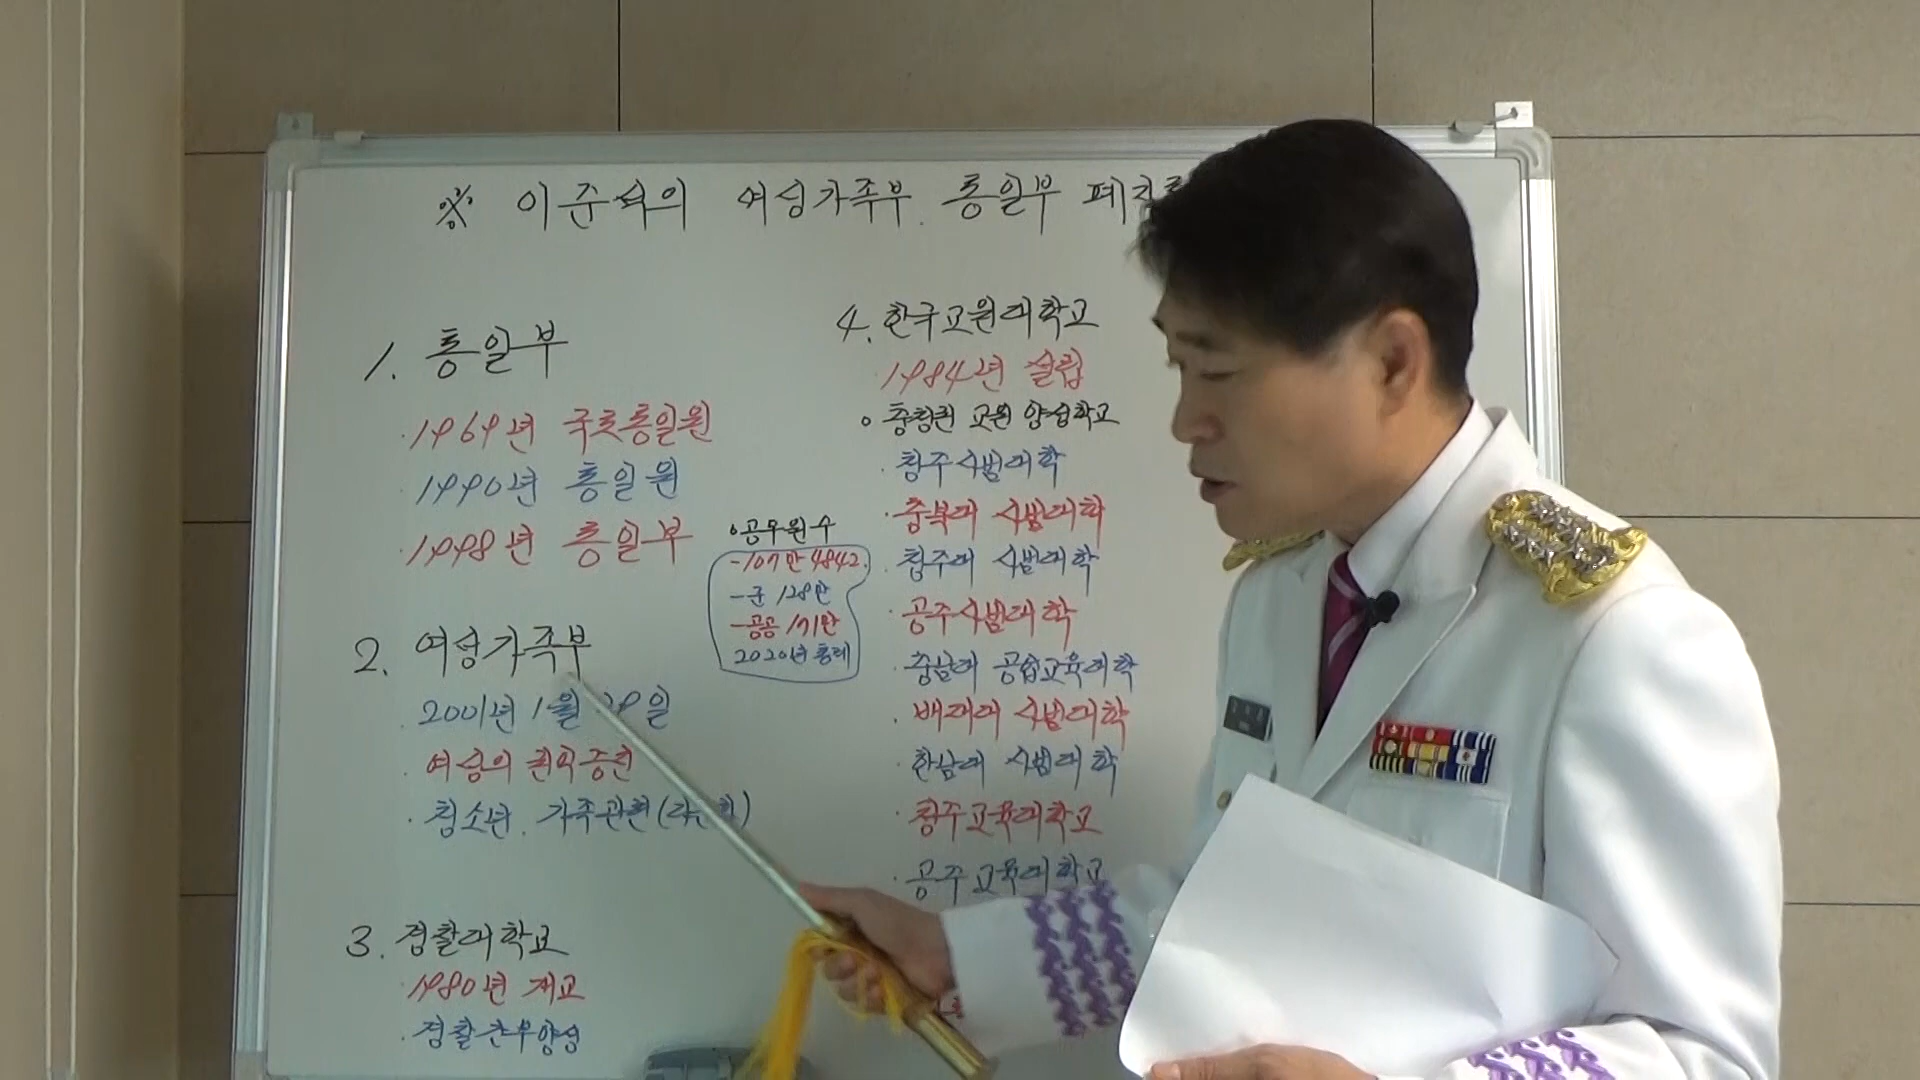 ※ 이준석의 여성가족부. 통일부 폐지론
1. 통일부
· 1969년 국토통일원
· 1990년 통일원
· 1998년 통일부
◦공무원수
-107만 4842.
-군 128만
-공공 171만
2020년 통계
2. 여성가족부
· 2001년 1월 29일
· 여성의 권익증진
· 청소년. 가족관련
3. 경찰대학교
· 1980년 개교
· 경찰간부양성
4. 한국교원대학교
1984년 설립
◦ 충청권 교원 양성학교
· 청주사범대학
· 충북대 사범대학
· 청주대 사범대학
· 공주사범대학
· 충남대 공업교육대학
· 배재대 사범대학
· 한남대 사범대학
· 청주교육대학교
· 공주교육대학교